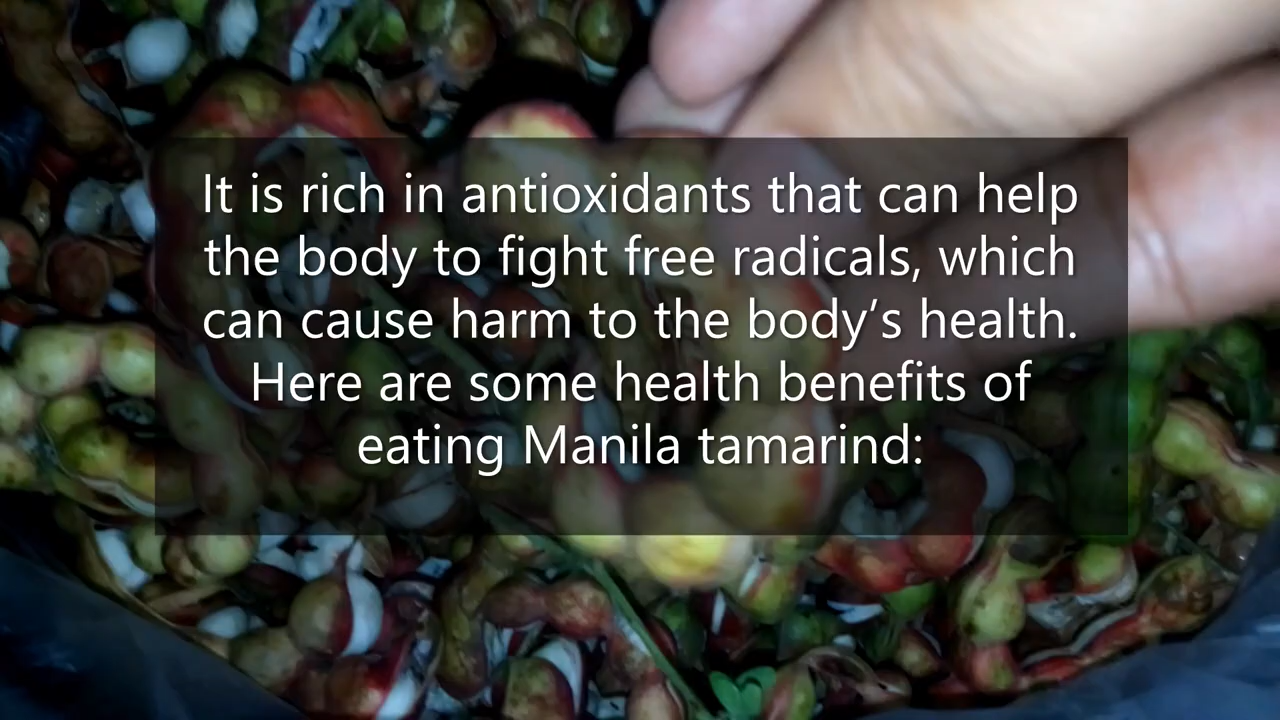 It is rich in antioxidants that can help
the body to fight free radicals, which
can cause harm to the body’s health.
Here are some health benefits of
eating Manila tamarind: